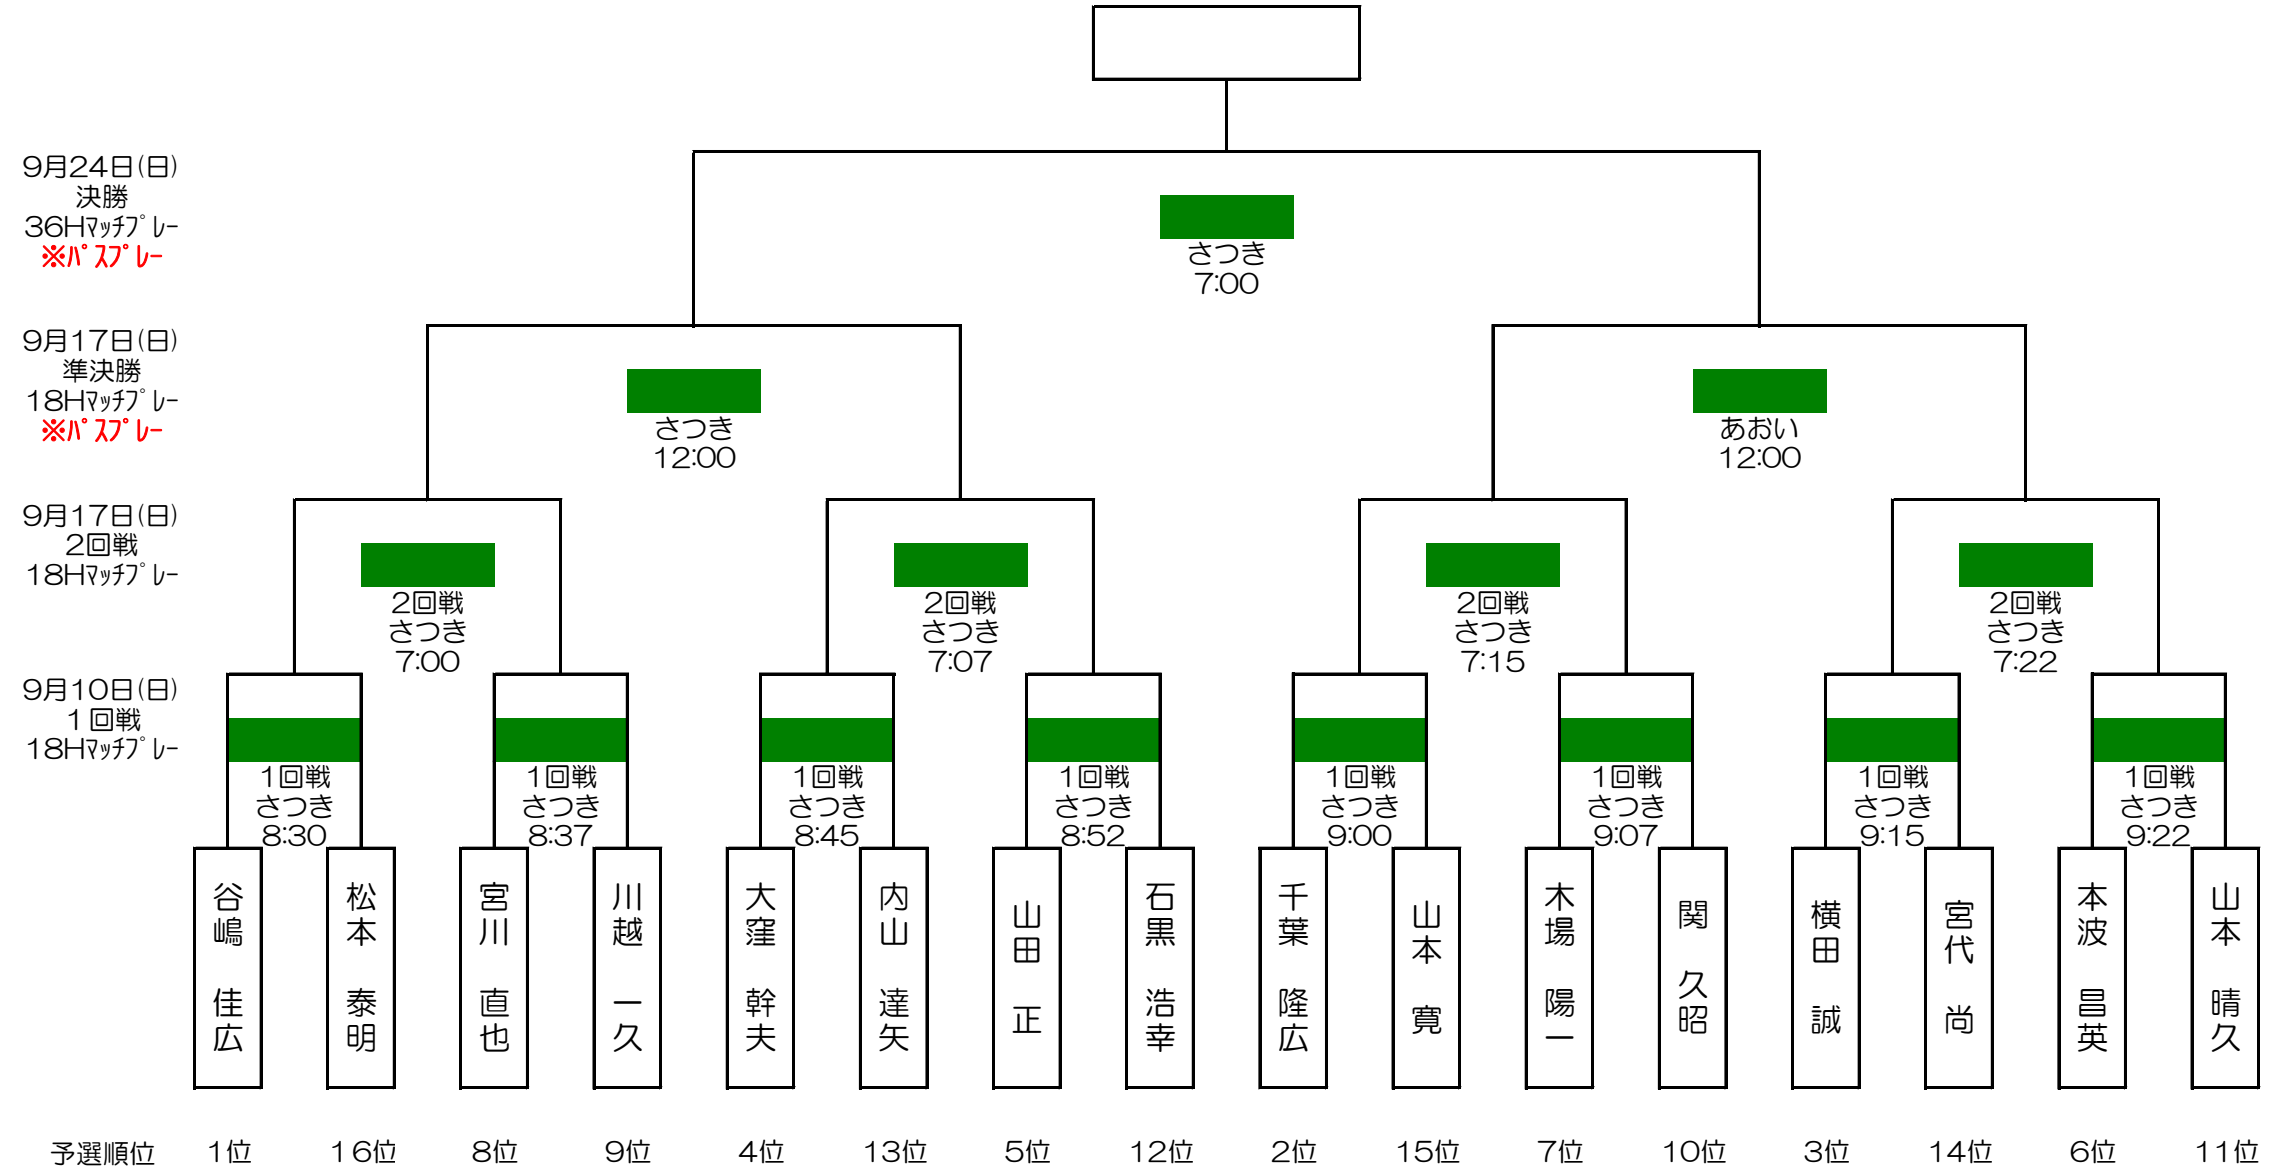 9月24日(日)
決勝
36Hﾏｯﾁﾌﾟﾚｰ
※ﾊﾟｽﾌﾟﾚｰ
さつき
7:00
9月17日(日)
準決勝
18Hﾏｯﾁﾌﾟﾚｰ
※ﾊﾟｽﾌﾟﾚｰ
さつき
12:00
あおい
12:00
9月17日(日)
2回戦
18Hﾏｯﾁﾌﾟﾚｰ
2回戦
さつき
7:00
2回戦
さつき
7:07
2回戦
さつき
7:15
2回戦
さつき
7:22
9月10日(日)
1回戦
18Hﾏｯﾁﾌﾟﾚｰ
1回戦
さつき
8:30
1回戦
さつき
8:37
1回戦
さつき
8:45
1回戦
さつき
8:52
1回戦
さつき
9:00
1回戦
さつき
9:07
1回戦
さつき
9:15
1回戦
さつき
9:22
谷嶋 佳広
松本 泰明
宮川 直也
川越 一久
大窪 幹夫
内山 達矢
山田 正
石黒 浩幸
千葉 隆広
山本 寛
木場 陽一
関 久昭
横田 誠
宮代 尚
本波 昌英
山本 晴久
予選順位 1位 16位 8位 9位 4位 13位 5位 12位 2位 15位 7位 10位 3位 14位 6位 11位